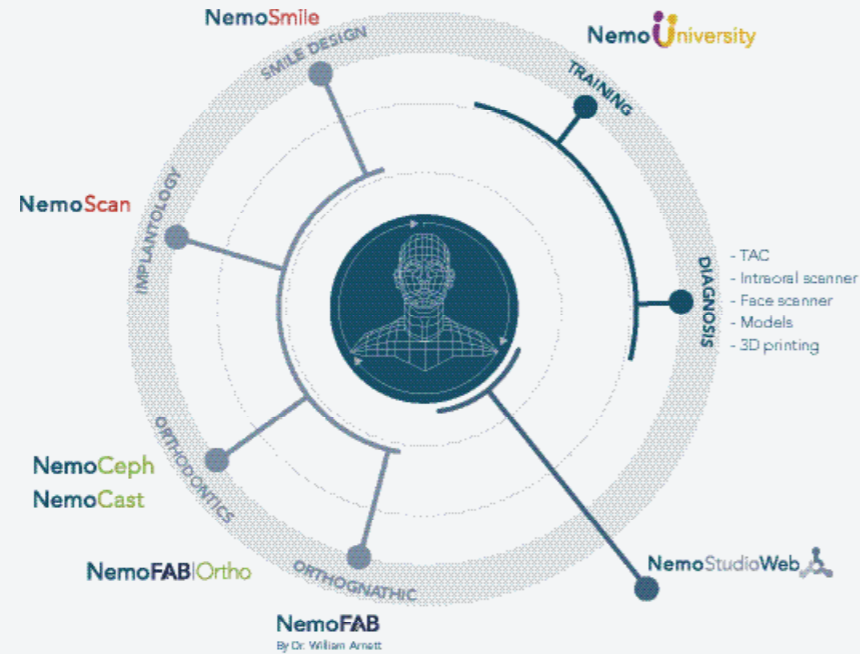 NemoSmile
SMILE DESIGN
NemoUniversity
TRAINING
NemoScan
IMPLANTOLOGY
DIAGNOSIS
- TAC
- Intraoral scanner
- Face scanner
- Models
- 3D printing
ORTHODONTICS
NemoCeph
NemoCast
NemoFAB|Ortho
ORTHOGNATHIC
NemoStudioWeb
NemoFAB
By Dr. William Arnett